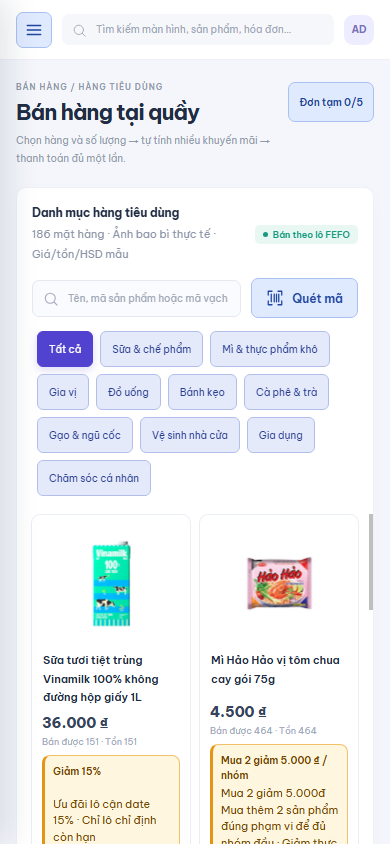 Tìm kiếm màn hình, sản phẩm, hóa đơn...
AD
BÁN HÀNG / HÀNG TIÊU DÙNG
Bán hàng tại quầy
Đơn tạm 0/5
Chọn hàng và số lượng → tự tính nhiều khuyến mãi →
thanh toán đủ một lần.
Danh mục hàng tiêu dùng
186 mặt hàng · Ảnh bao bì thực tế ·
Giá/tồn/HSD mẫu
Bán theo lô FEFO
Tên, mã sản phẩm hoặc mã vạch
Quét mã
Tất cả
Sữa & chế phẩm
Mì & thực phẩm khô
Gia vị
Đồ uống
Bánh kẹo
Cà phê & trà
Gạo & ngũ cốc
Vệ sinh nhà cửa
Gia dụng
Chăm sóc cá nhân
Vinamilk
100%
Hảo Hảo
Sữa tươi tiệt trùng
Vinamilk 100% không
đường hộp giấy 1L
36.000 ₫
Bán được 151 · Tồn 151
Giảm 15%
Ưu đãi lô cận date
15% · Chỉ lô chỉ định
còn hạn
Mì Hảo Hảo vị tôm chua
cay gói 75g
4.500 ₫
Bán được 464 · Tồn 464
Mua 2 giảm 5.000 ₫ /
nhóm
Mua 2 giảm 5.000đ
Mua thêm 2 sản phẩm
đúng phạm vi để đủ
nhóm đầu · Giảm thực